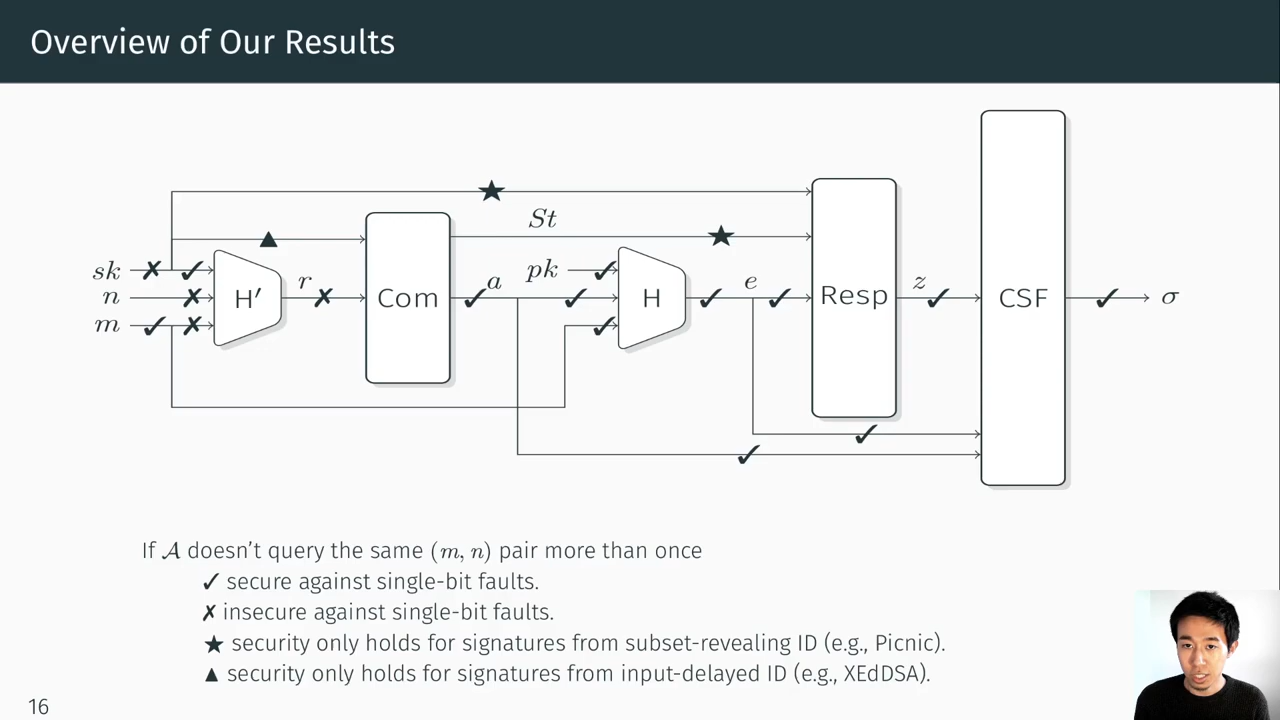 Overview of Our Results
St
sk
n
m
H′
r
Com
a
pk
H
e
Resp
z
CSF
σ
If 𝒜 doesn’t query the same (m, n) pair more than once
✓ secure against single-bit faults.
✗ insecure against single-bit faults.
★ security only holds for signatures from subset-revealing ID (e.g., Picnic).
▲ security only holds for signatures from input-delayed ID (e.g., XEdDSA).
16